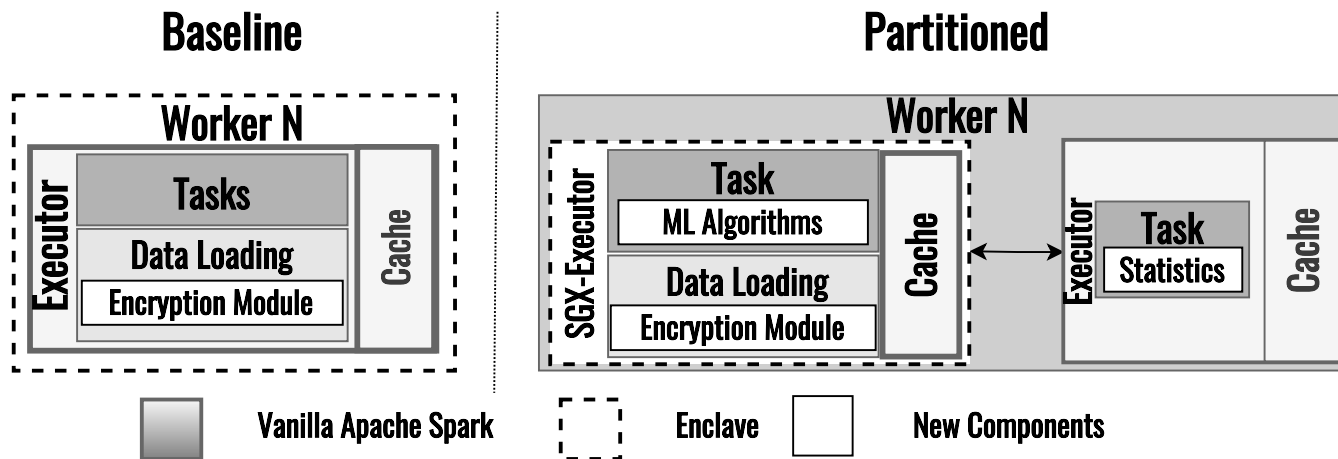 Baseline
Partitioned
Worker N
Executor
Tasks
Data Loading
Encryption Module
Cache
Worker N
SGX-Executor
Task
ML Algorithms
Data Loading
Encryption Module
Cache
Executor
Task
Statistics
Cache
Vanilla Apache Spark
Enclave
New Components